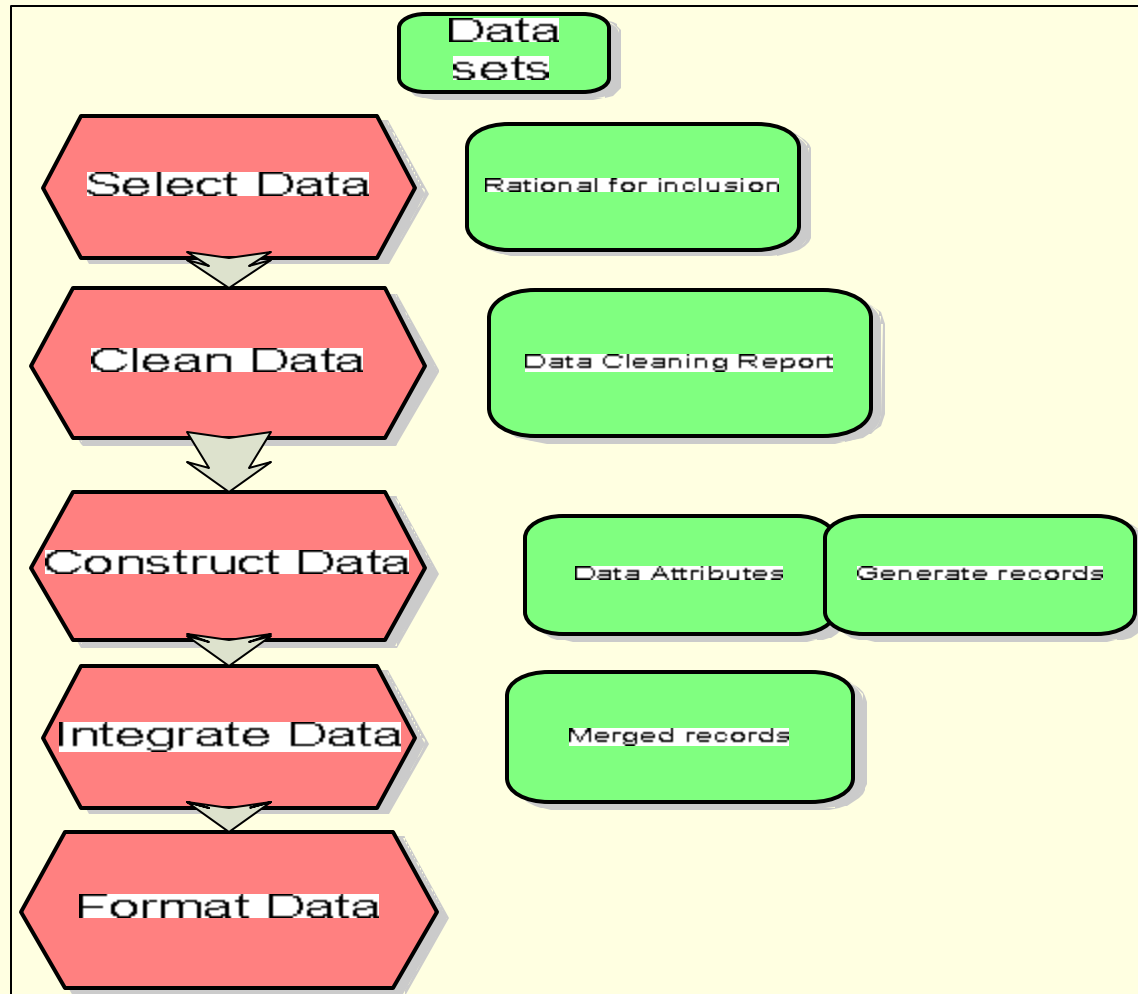 Data
sets
Select Data
Rational for inclusion
Clean Data
Data Cleaning Report
Construct Data
Data Attributes
Generate records
Integrate Data
Merged records
Format Data